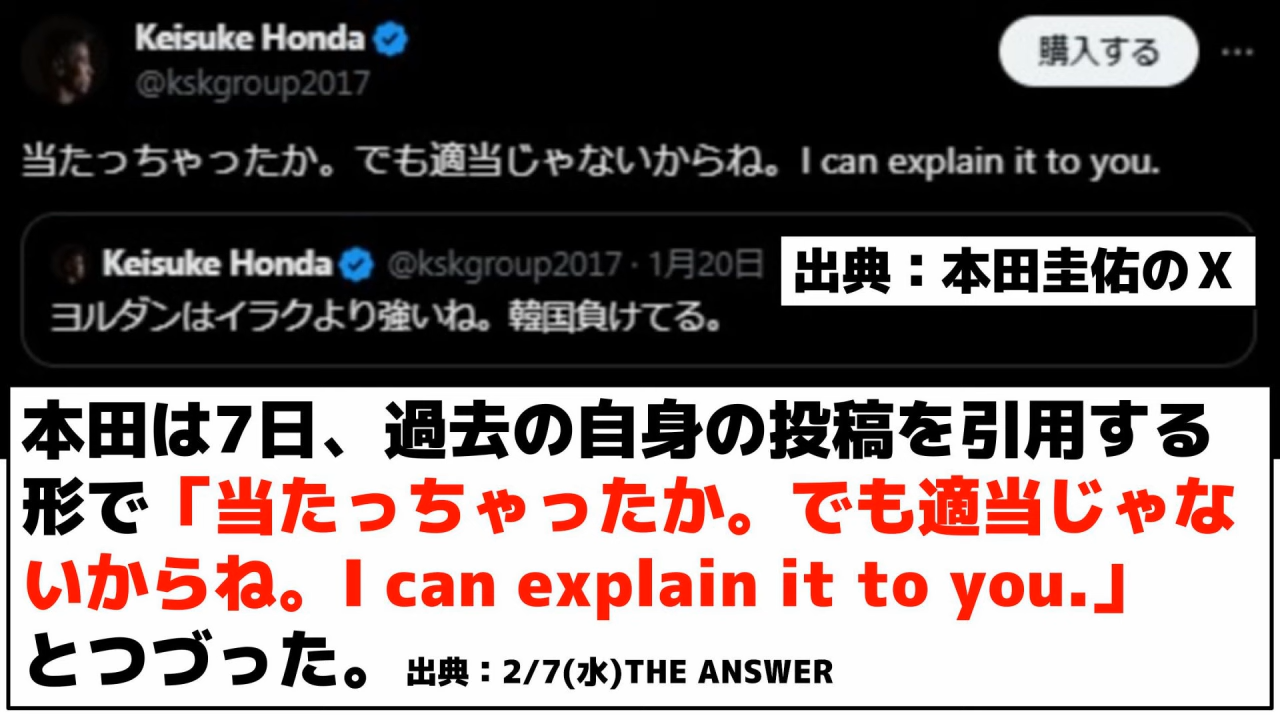 Keisuke Honda
@kskgroup2017
購入する
当たっちゃったか。でも適当じゃないからね。I can explain it to you.
Keisuke Honda @kskgroup2017・1月20日
出典：本田圭佑のX
ヨルダンはイラクより強いね。韓国負けてる。
本田は7日、過去の自身の投稿を引用する
形で「当たっちゃったか。でも適当じゃな
いからね。I can explain it to you.」
とつづった。 出典：2/7(水)THE ANSWER